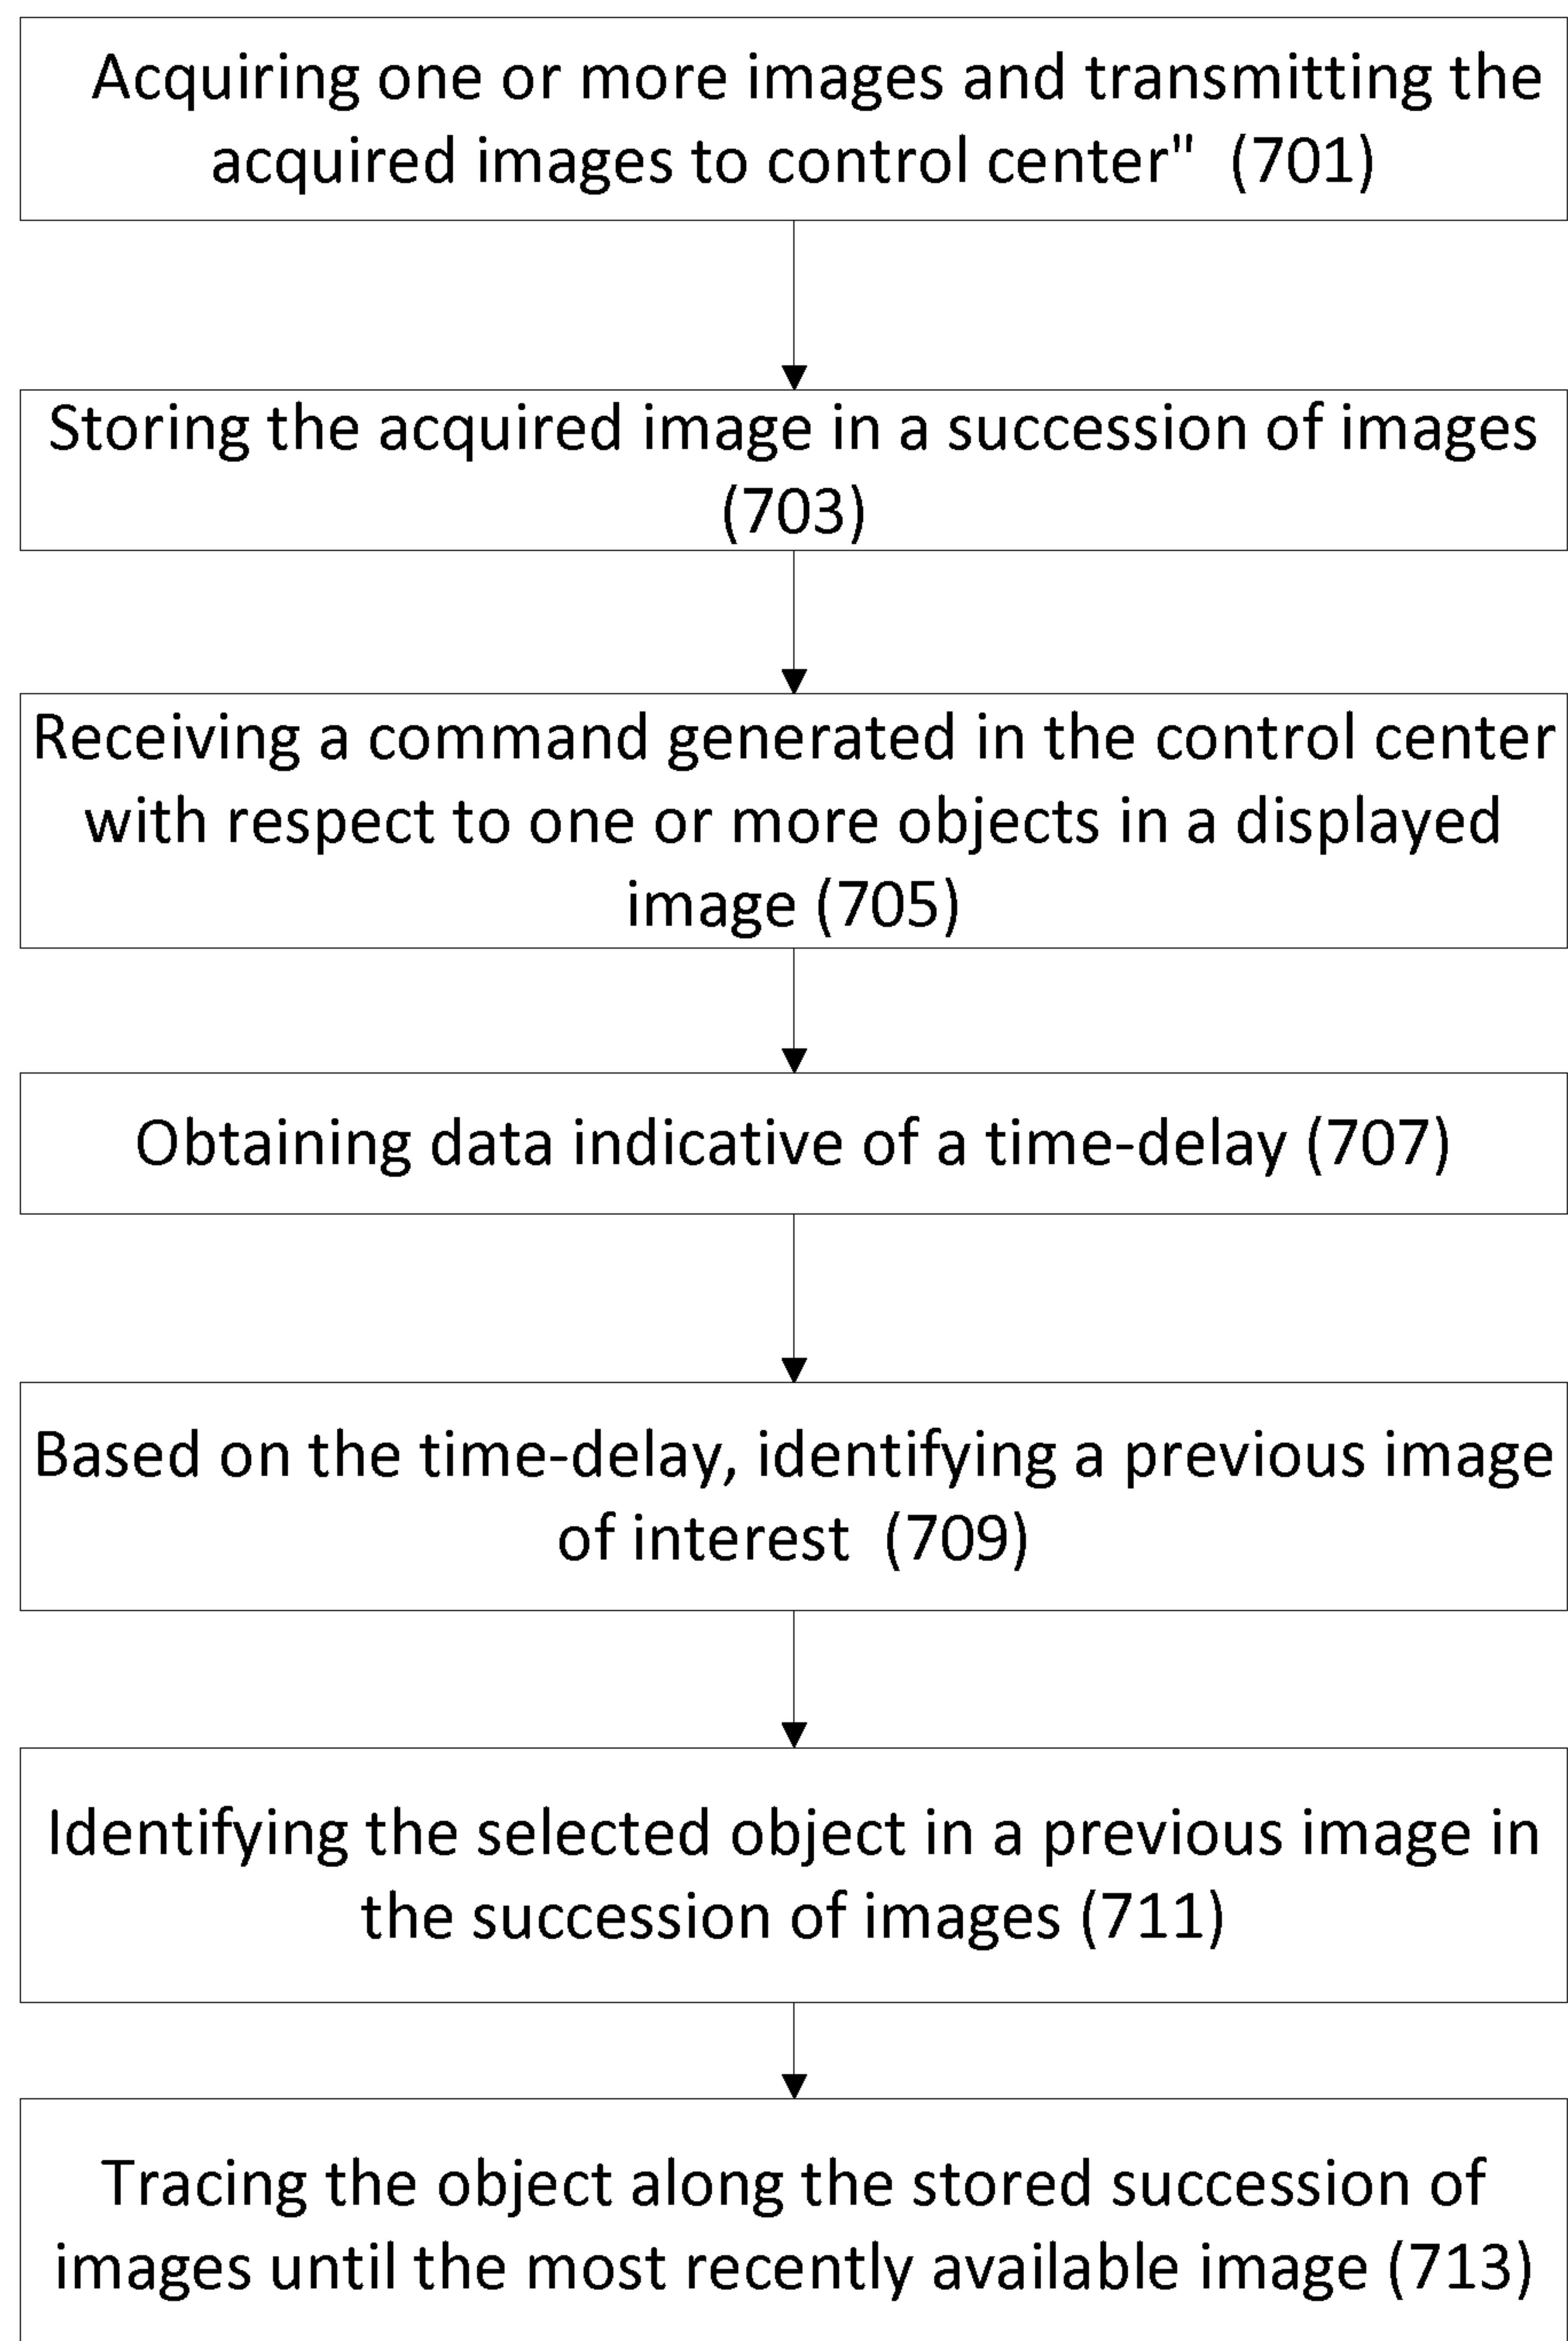 Acquiring one or more images and transmitting the
acquired images to control center"  (701)
Storing the acquired image in a succession of images
(703)
Receiving a command generated in the control center
with respect to one or more objects in a displayed
image (705)
Obtaining data indicative of a time-delay (707)
Based on the time-delay, identifying a previous image
of interest  (709)
Identifying the selected object in a previous image in
the succession of images (711)
Tracing the object along the stored succession of
images until the most recently available image (713)